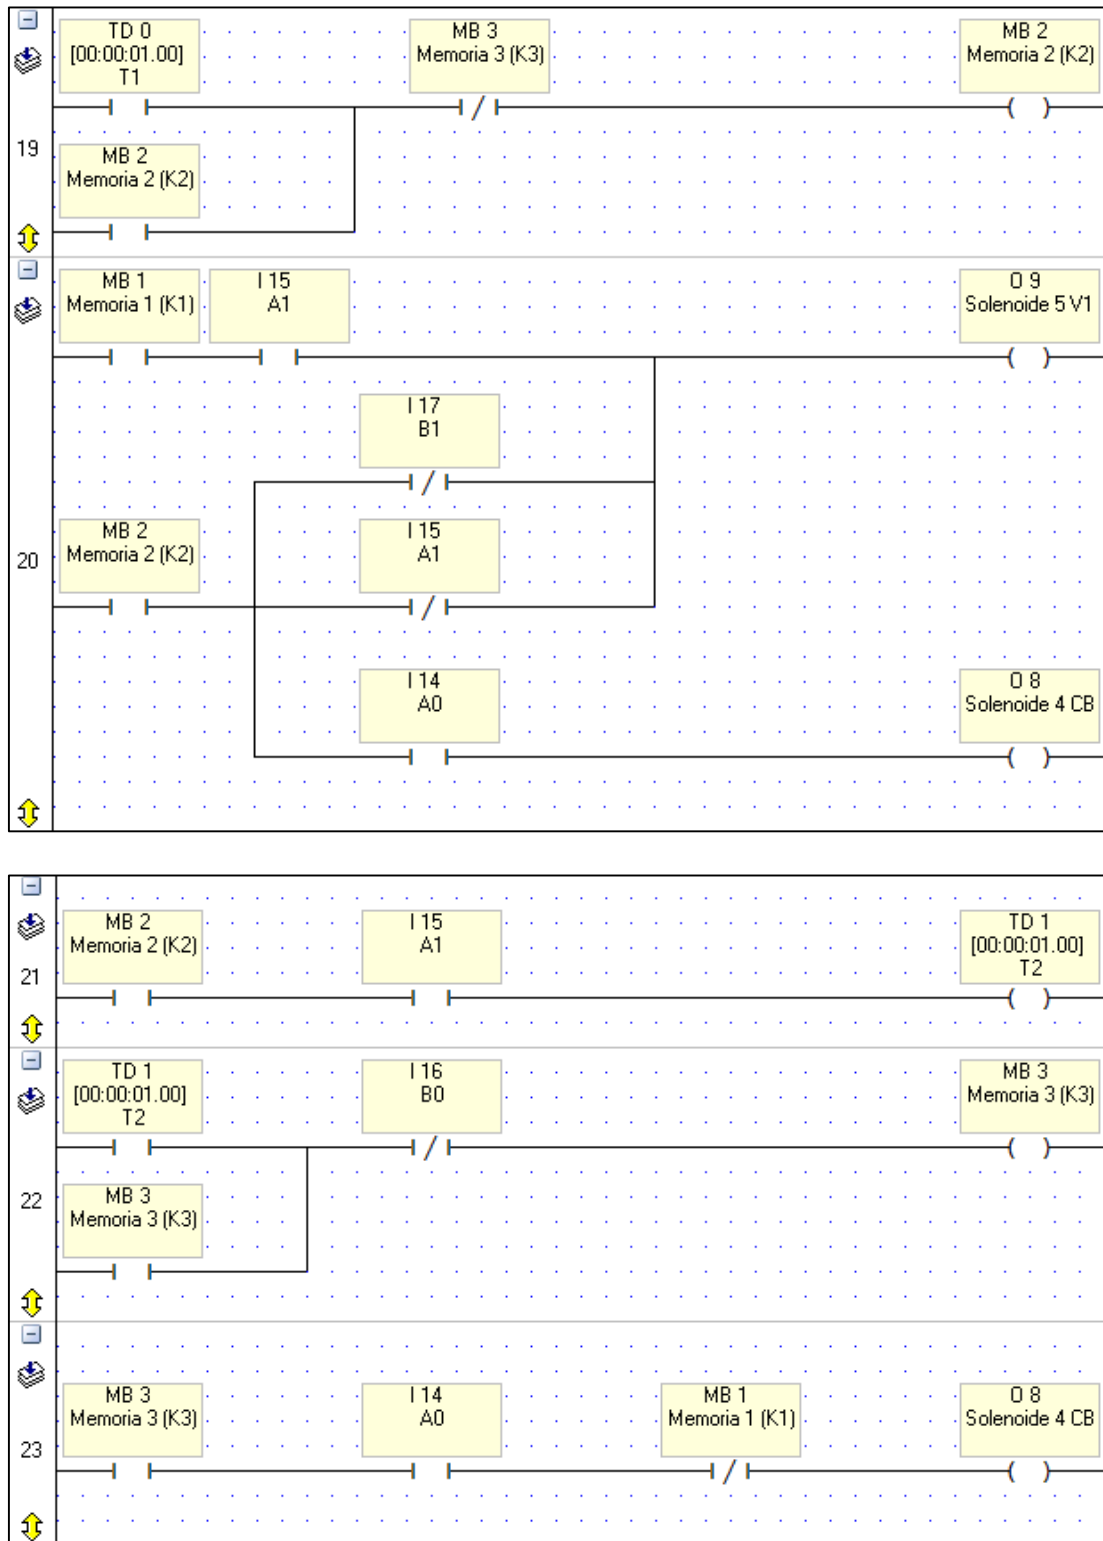 TD 0
[00:00:01.00]
T1
MB 3
Memoria 3 (K3)
MB 2
Memoria 2 (K2)
19
MB 2
Memoria 2 (K2)
MB 1
Memoria 1 (K1)
I 15
A1
O 9
Solenoide 5 V1
I 17
B1
20
MB 2
Memoria 2 (K2)
I 15
A1
I 14
A0
O 8
Solenoide 4 CB
MB 2
Memoria 2 (K2)
I 15
A1
TD 1
[00:00:01.00]
T2
21
TD 1
[00:00:01.00]
T2
I 16
B0
MB 3
Memoria 3 (K3)
22
MB 3
Memoria 3 (K3)
MB 3
Memoria 3 (K3)
I 14
A0
MB 1
Memoria 1 (K1)
O 8
Solenoide 4 CB
23